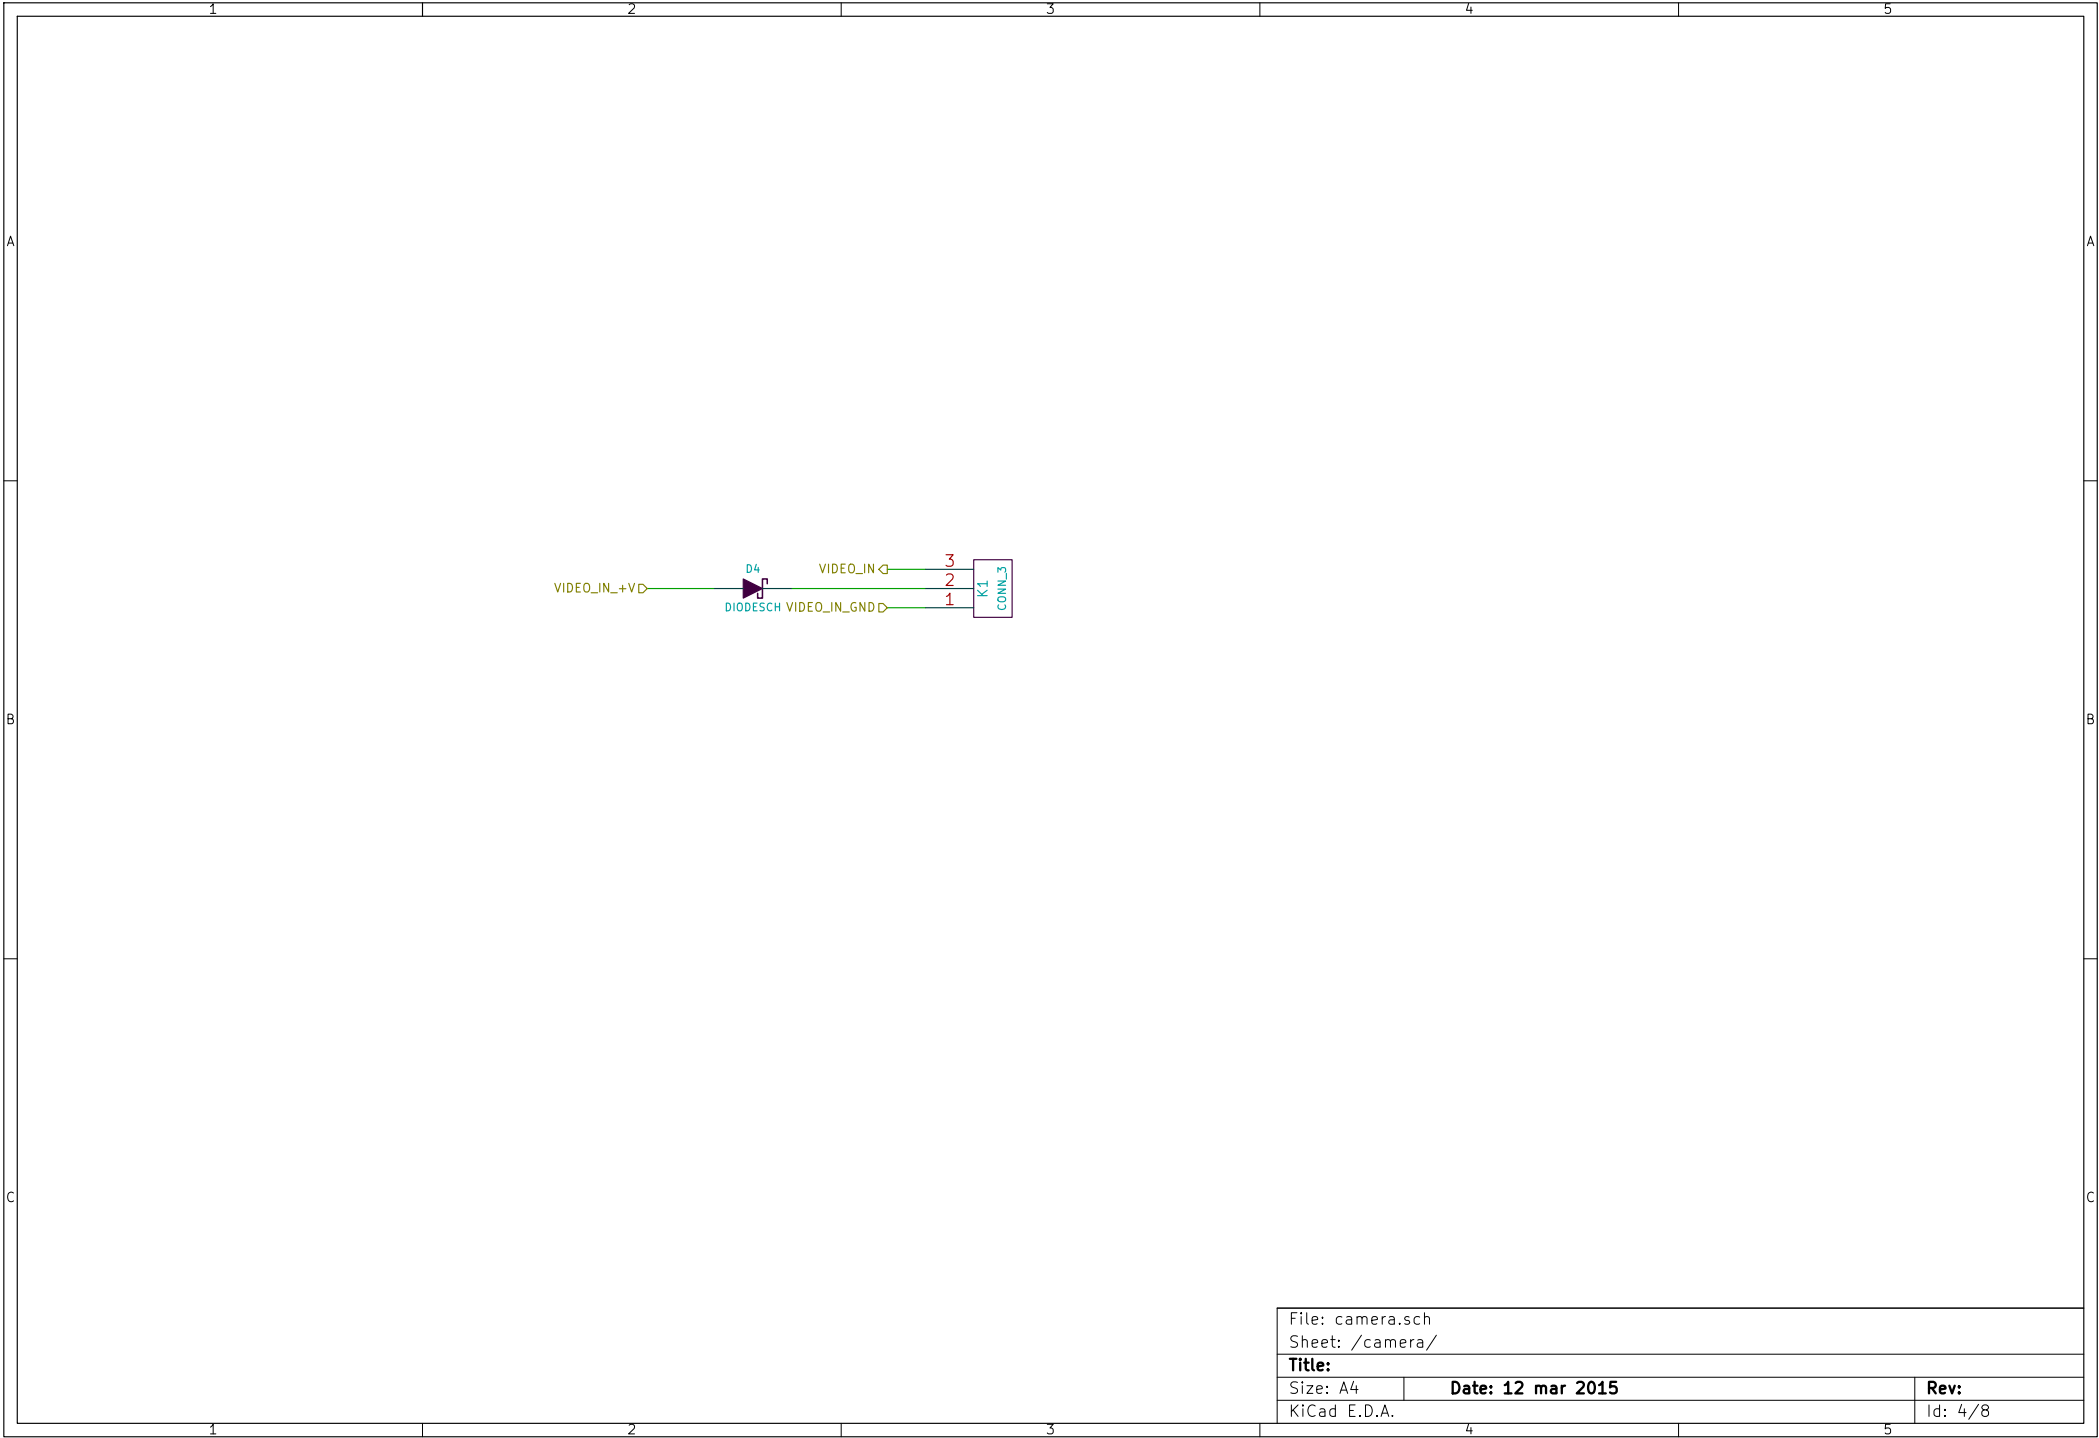 1 2 3 4 5
A A
3
D4 VIDEO_IN
2
VIDEO_IN_+V
K1
CONN_3
1
DIODESCH VIDEO_IN_GND
B B
C C
File: camera.sch
Sheet: /camera/
Title:
Size: A4 Date: 12 mar 2015 Rev:
KiCad E.D.A. Id: 4/8
1 2 3 4 5